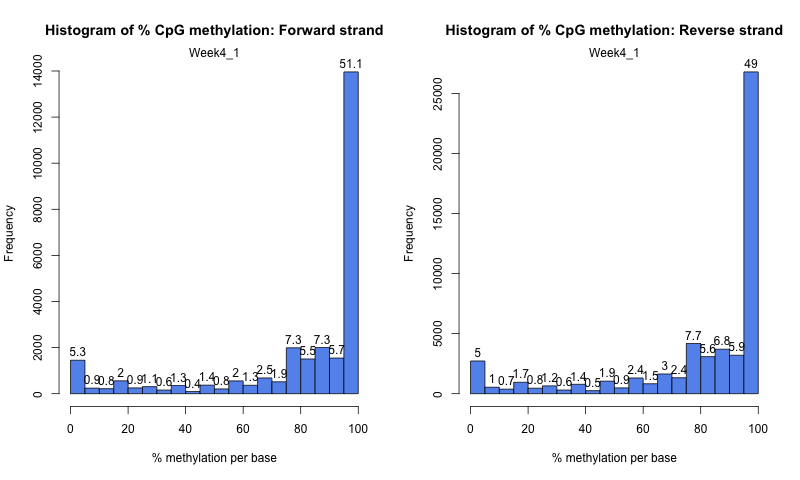 Histogram of % CpG methylation: Forward strand
Week4_1
Frequency
0 2000 4000 6000 8000 10000 12000 14000
5.3 0.9 0.8 2 0.9 1.1 0.6 1.3 0.4 1.4 0.8 2 1.3 2.5 1.9 7.3 5.5 7.3 5.7 51.1
0 20 40 60 80 100
% methylation per base
Histogram of % CpG methylation: Reverse strand
Week4_1
Frequency
0 5000 10000 15000 20000 25000
5 1 0.7 1.7 0.8 1.2 0.6 1.4 0.5 1.9 0.9 2.4 1.5 3 2.4 7.7 5.6 6.8 5.9 49
0 20 40 60 80 100
% methylation per base